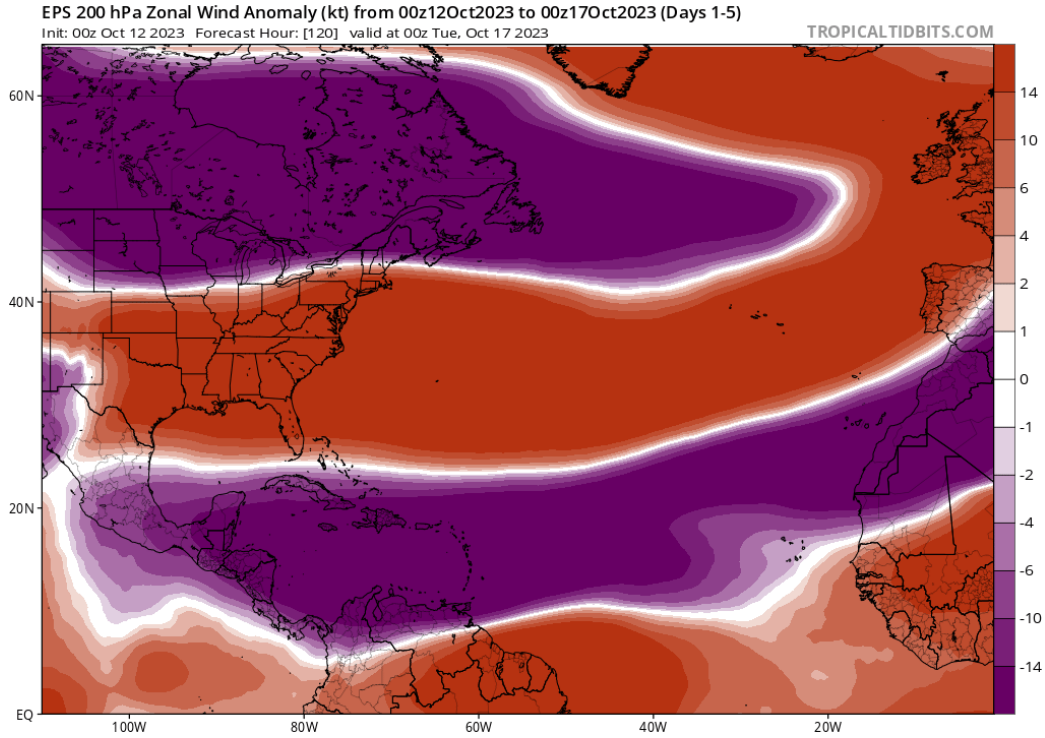 EPS 200 hPa Zonal Wind Anomaly (kt) from 00z12Oct2023 to 00z17Oct2023 (Days 1-5)
Init: 00z Oct 12 2023   Forecast Hour: [120]   valid at 00z Tue, Oct 17 2023
TROPICALTIDBITS.COM
60N
40N
20N
EQ
100W
80W
60W
40W
20W
14
10
6
4
2
1
0
-1
-2
-4
-6
-10
-14